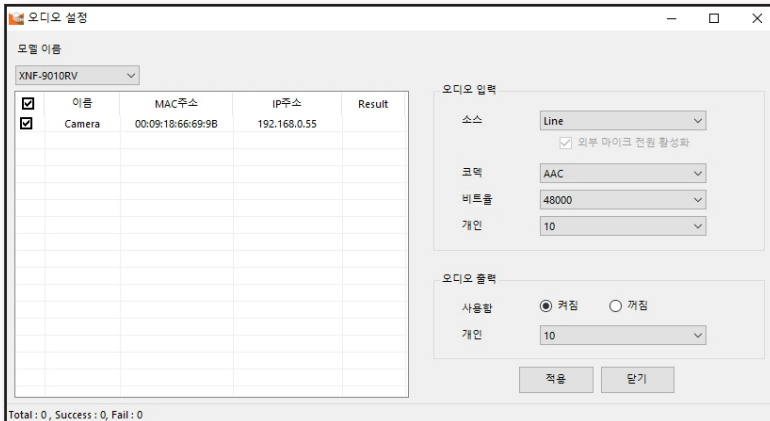 오디오 설정
모델 이름
XNF-9010RV
이름 MAC주소 IP주소 Result
Camera 00:09:18:66:69:9B 192.168.0.55
오디오 입력
소스 Line
외부 마이크 전원 활성화
코덱 AAC
비트율 48000
개인 10
오디오 출력
사용함 켜짐 꺼짐
개인 10
적용 닫기
Total : 0 , Success : 0, Fail : 0